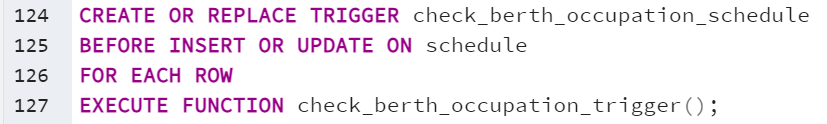 124 CREATE OR REPLACE TRIGGER check_berth_occupation_schedule
125 BEFORE INSERT OR UPDATE ON schedule
126 FOR EACH ROW
127 EXECUTE FUNCTION check_berth_occupation_trigger();